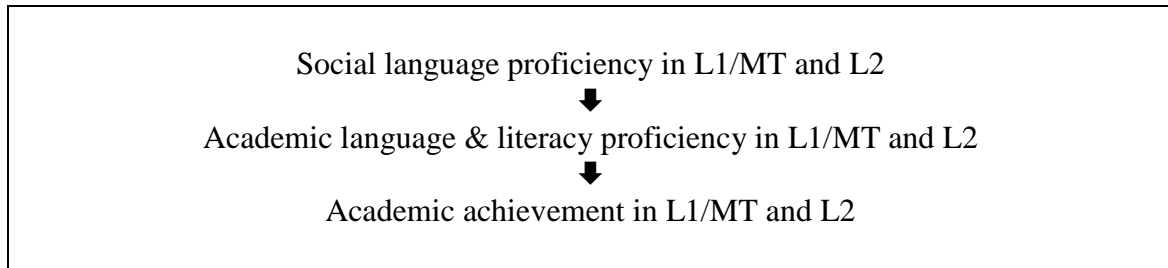 Social language proficiency in L1/MT and L2
Academic language & literacy proficiency in L1/MT and L2
Academic achievement in L1/MT and L2